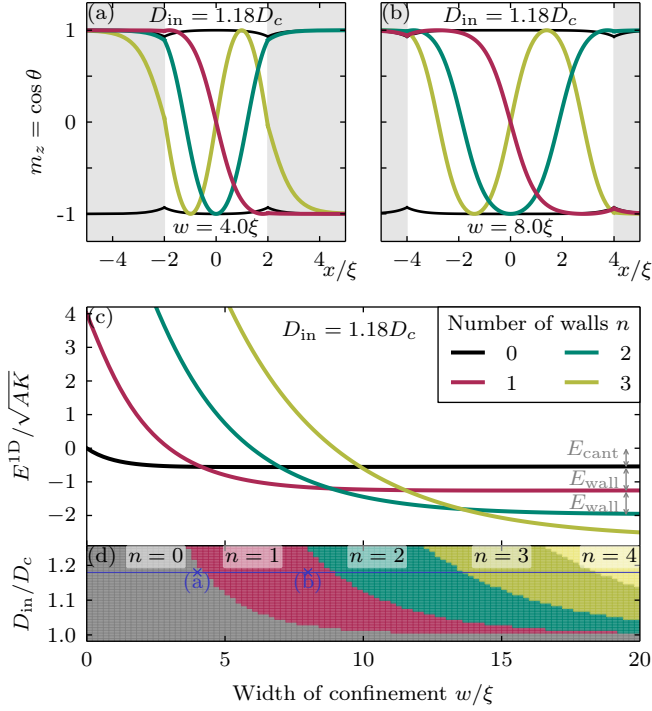 (a) D_in = 1.18D_c
(b) D_in = 1.18D_c
m_z = cos θ
1
0
-1
w = 4.0ξ
w = 8.0ξ
−4 −2 0 2 4 x/ξ
−4 −2 0 2 4 x/ξ
(c) D_in = 1.18D_c
Number of walls n
0 2
1 3
E^1D/√AK
4
3
2
1
0
−1
−2
E_cant
E_wall
E_wall
(d) n = 0 n = 1 n = 2 n = 3 n = 4
D_in/D_c
1.2
1.1
1.0
(a) (b)
0 5 10 15 20
Width of confinement w/ξ